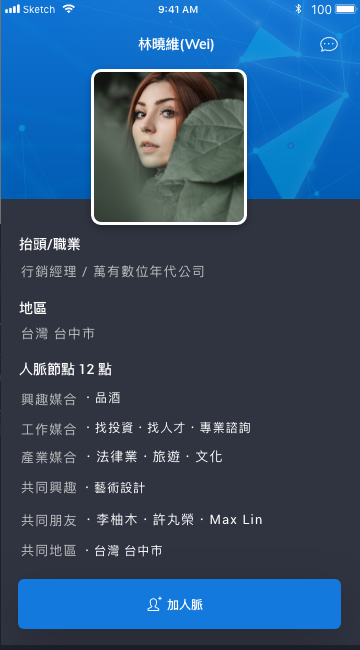 Sketch 9:41 AM 100
林曉維(Wei)
抬頭/職業
行銷經理 / 萬有數位年代公司
地區
台灣 台中市
人脈節點 12 點
興趣媒合 · 品酒
工作媒合 · 找投資 · 找人才 · 專業諮詢
產業媒合 · 法律業 · 旅遊 · 文化
共同興趣 · 藝術設計
共同朋友 · 李柚木 · 許丸榮 · Max Lin
共同地區 · 台灣 台中市
加人脈